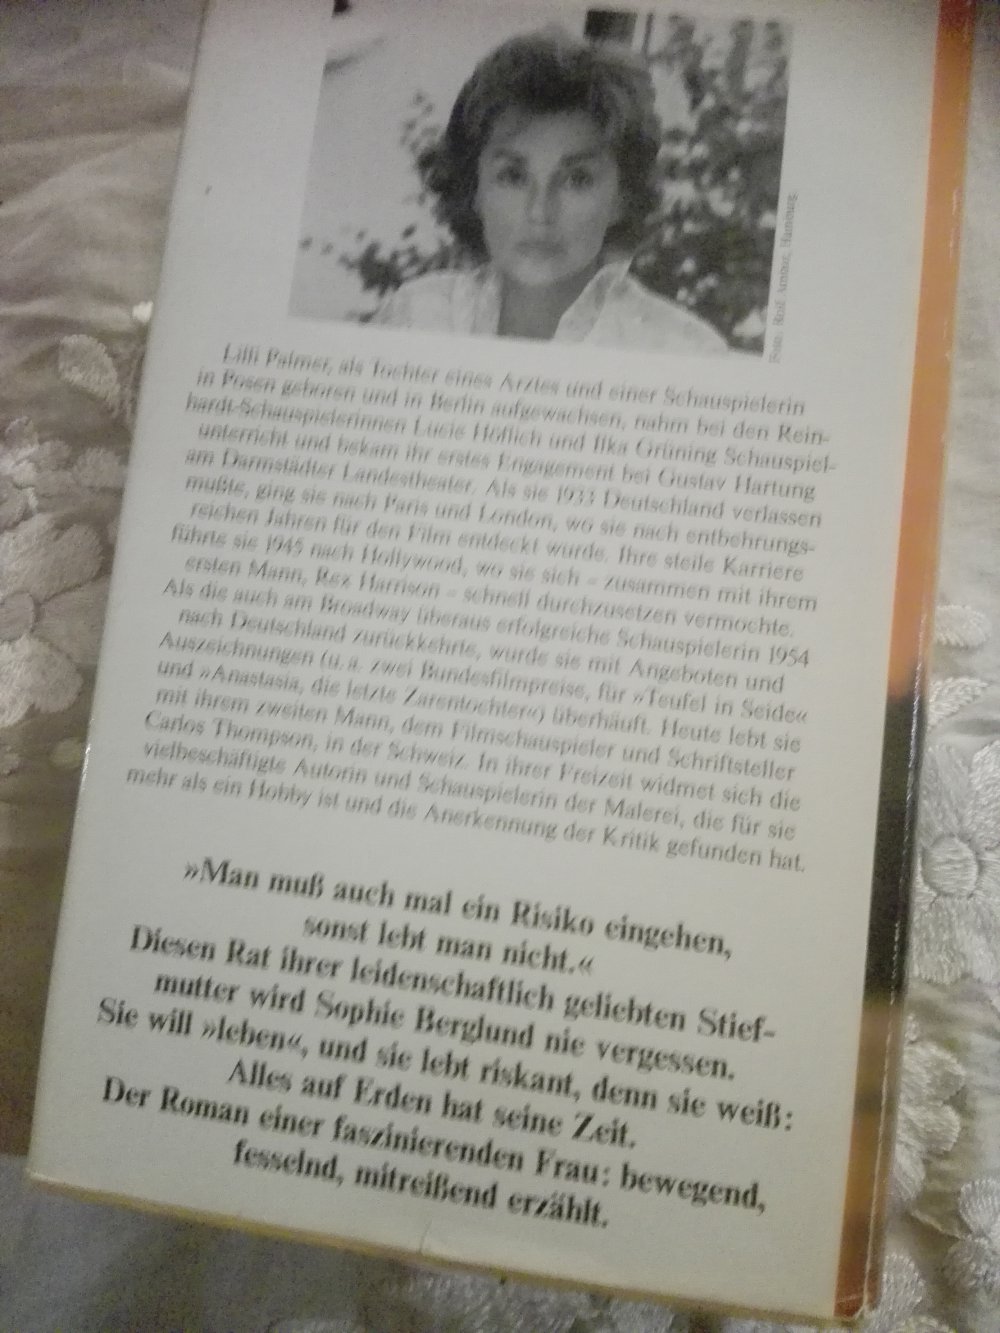 Foto: Rolf Ammon, Hamburg
Lilli Palmer, als Tochter eines Arztes und einer Schauspielerin
in Posen geboren und in Berlin aufgewachsen, nahm bei den Rein-
hardt-Schauspielerinnen Lucie Höflich und Ilka Grüning Schauspiel-
unterricht und bekam ihr erstes Engagement bei Gustav Hartung
am Darmstädter Landestheater. Als sie 1933 Deutschland verlassen
mußte, ging sie nach Paris und London, wo sie nach entbehrungs-
reichen Jahren für den Film entdeckt wurde. Ihre steile Karriere
führte sie 1945 nach Hollywood, wo sie sich – zusammen mit ihrem
ersten Mann, Rex Harrison – schnell durchzusetzen vermochte.
Als die auch am Broadway überaus erfolgreiche Schauspielerin 1954
nach Deutschland zurückkehrte, wurde sie mit Angeboten und
Auszeichnungen (u. a. zwei Bundesfilmpreise, für »Teufel in Seide«
und »Anastasia, die letzte Zarentochter«) überhäuft. Heute lebt sie
mit ihrem zweiten Mann, dem Filmschauspieler und Schriftsteller
Carlos Thompson, in der Schweiz. In ihrer Freizeit widmet sich die
vielbeschäftigte Autorin und Schauspielerin der Malerei, die für sie
mehr als ein Hobby ist und die Anerkennung der Kritik gefunden hat.
»Man muß auch mal ein Risiko eingehen,
sonst lebt man nicht.«
Diesen Rat ihrer leidenschaftlich geliebten Stief-
mutter wird Sophie Berglund nie vergessen.
Sie will »leben«, und sie lebt riskant, denn sie weiß:
Alles auf Erden hat seine Zeit.
Der Roman einer faszinierenden Frau: bewegend,
fesselnd, mitreißend erzählt.